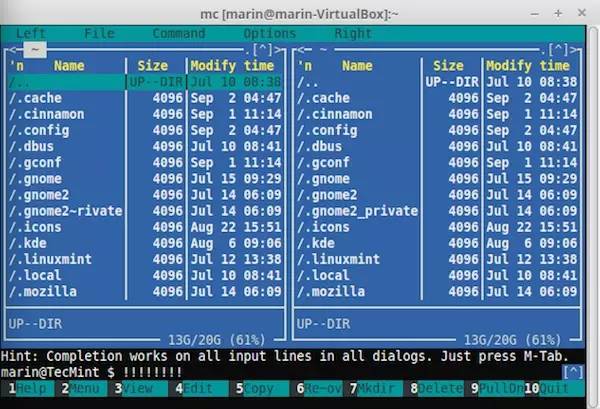 mc [marin@marin-VirtualBox]:~
Left File Command Options Right
<─ ~ ─.[^]> <─ ~ ─.[^]>
'n Name Size Modify time 'n Name Size Modify time
/.. UP--DIR Jul 10 08:38 /.. UP--DIR Jul 10 08:38
/.cache 4096 Sep 2 04:47 /.cache 4096 Sep 2 04:47
/.cinnamon 4096 Sep 1 11:14 /.cinnamon 4096 Sep 1 11:14
/.config 4096 Sep 2 04:47 /.config 4096 Sep 2 04:47
/.dbus 4096 Jul 10 08:41 /.dbus 4096 Jul 10 08:41
/.gconf 4096 Sep 1 11:14 /.gconf 4096 Sep 1 11:14
/.gnome 4096 Jul 15 09:29 /.gnome 4096 Jul 15 09:29
/.gnome2 4096 Jul 14 06:09 /.gnome2 4096 Jul 14 06:09
/.gnome2~rivate 4096 Jul 14 06:09 /.gnome2_private 4096 Jul 14 06:09
/.icons 4096 Aug 22 15:51 /.icons 4096 Aug 22 15:51
/.kde 4096 Aug 6 09:06 /.kde 4096 Aug 6 09:06
/.linuxmint 4096 Jul 12 13:38 /.linuxmint 4096 Jul 12 13:38
/.local 4096 Jul 10 08:41 /.local 4096 Jul 10 08:41
/.mozilla 4096 Jul 14 06:09 /.mozilla 4096 Jul 14 06:09
UP--DIR UP--DIR
13G/20G (61%) 13G/20G (61%)
Hint: Completion works on all input lines in all dialogs. Just press M-Tab.
marin@TecMint $ !!!!!!!! [^]
1Help 2Menu 3View 4Edit 5Copy 6Re~ov 7Mkdir 8Delete 9PullDn 10Quit